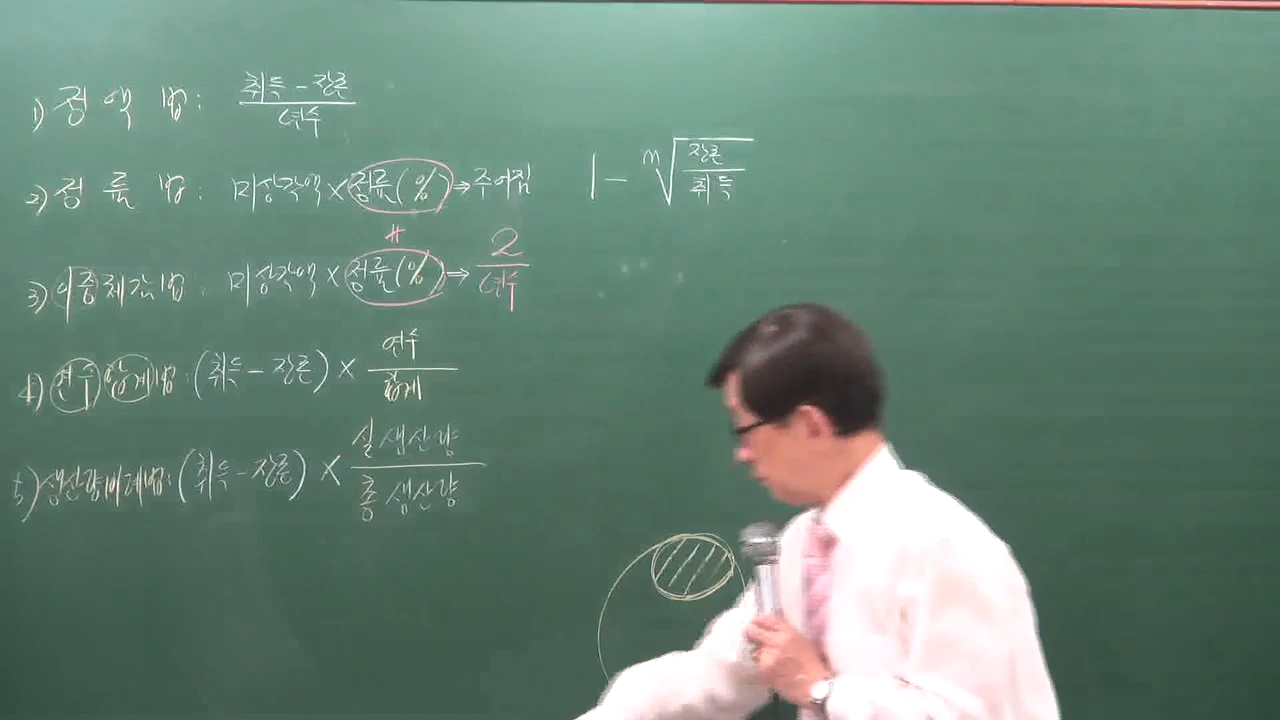 1) 정액법 : 취득 - 잔존 / 연수
2) 정률법 : 미상각액 × 정률(%) → 주어짐 1 - ⁿ√(잔존 / 취득)
#
3) 이중체감법 : 미상각액 × 정률(%) → 2 / 연수
4) 연수합계법 : (취득 - 잔존) × 연수 / 합계
5) 생산량비례법 : (취득 - 잔존) × 실생산량 / 총생산량